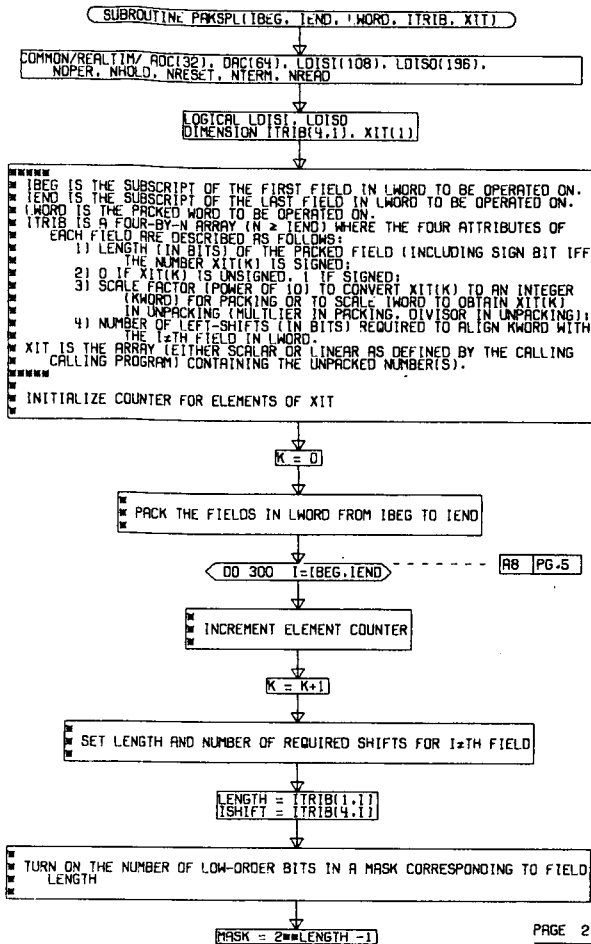 SUBROUTINE PAKSPL(IBEG, IEND, LWORD, ITRIB, XIT)
COMMON/REALTIM/ ADC(32), DAC(64), LDISI(108), LDISO(196),
NOPER, NHOLD, NRESET, NTERM, NREAD
LOGICAL LDISI, LDISO
DIMENSION ITRIB(4,1), XIT(1)
*****
* IBEG IS THE SUBSCRIPT OF THE FIRST FIELD IN LWORD TO BE OPERATED ON.
* IEND IS THE SUBSCRIPT OF THE LAST FIELD IN LWORD TO BE OPERATED ON.
* LWORD IS THE PACKED WORD TO BE OPERATED ON.
* ITRIB IS A FOUR-BY-N ARRAY (N ≥ IEND) WHERE THE FOUR ATTRIBUTES OF
* EACH FIELD ARE DESCRIBED AS FOLLOWS:
* 1) LENGTH (IN BITS) OF THE PACKED FIELD (INCLUDING SIGN BIT IFF
* THE NUMBER XIT(K) IS SIGNED;
* 2) 0 IF XIT(K) IS UNSIGNED, 1 IF SIGNED;
* 3) SCALE FACTOR (POWER OF 10) TO CONVERT XIT(K) TO AN INTEGER
* (KWORD) FOR PACKING OR TO SCALE IWORD TO OBTAIN XIT(K)
* IN UNPACKING (MULTLIER IN PACKING, DIVISOR IN UNPACKING);
* 4) NUMBER OF LEFT-SHIFTS (IN BITS) REQUIRED TO ALIGN KWORD WITH
* THE I≠TH FIELD IN LWORD.
* XIT IS THE ARRAY (EITHER SCALAR OR LINEAR AS DEFINED BY THE CALLING
* CALLING PROGRAM) CONTAINING THE UNPACKED NUMBER(S).
*****
*
* INITIALIZE COUNTER FOR ELEMENTS OF XIT
*
K = 0
*
* PACK THE FIELDS IN LWORD FROM IBEG TO IEND
*
DO 300 I=IBEG,IEND
A8 PG.5
*
* INCREMENT ELEMENT COUNTER
*
K = K+1
*
* SET LENGTH AND NUMBER OF REQUIRED SHIFTS FOR I≠TH FIELD
*
LENGTH = ITRIB(1,I)
ISHIFT = ITRIB(4,I)
*
* TURN ON THE NUMBER OF LOW-ORDER BITS IN A MASK CORRESPONDING TO FIELD
* LENGTH
*
MASK = 2**LENGTH -1
PAGE 2